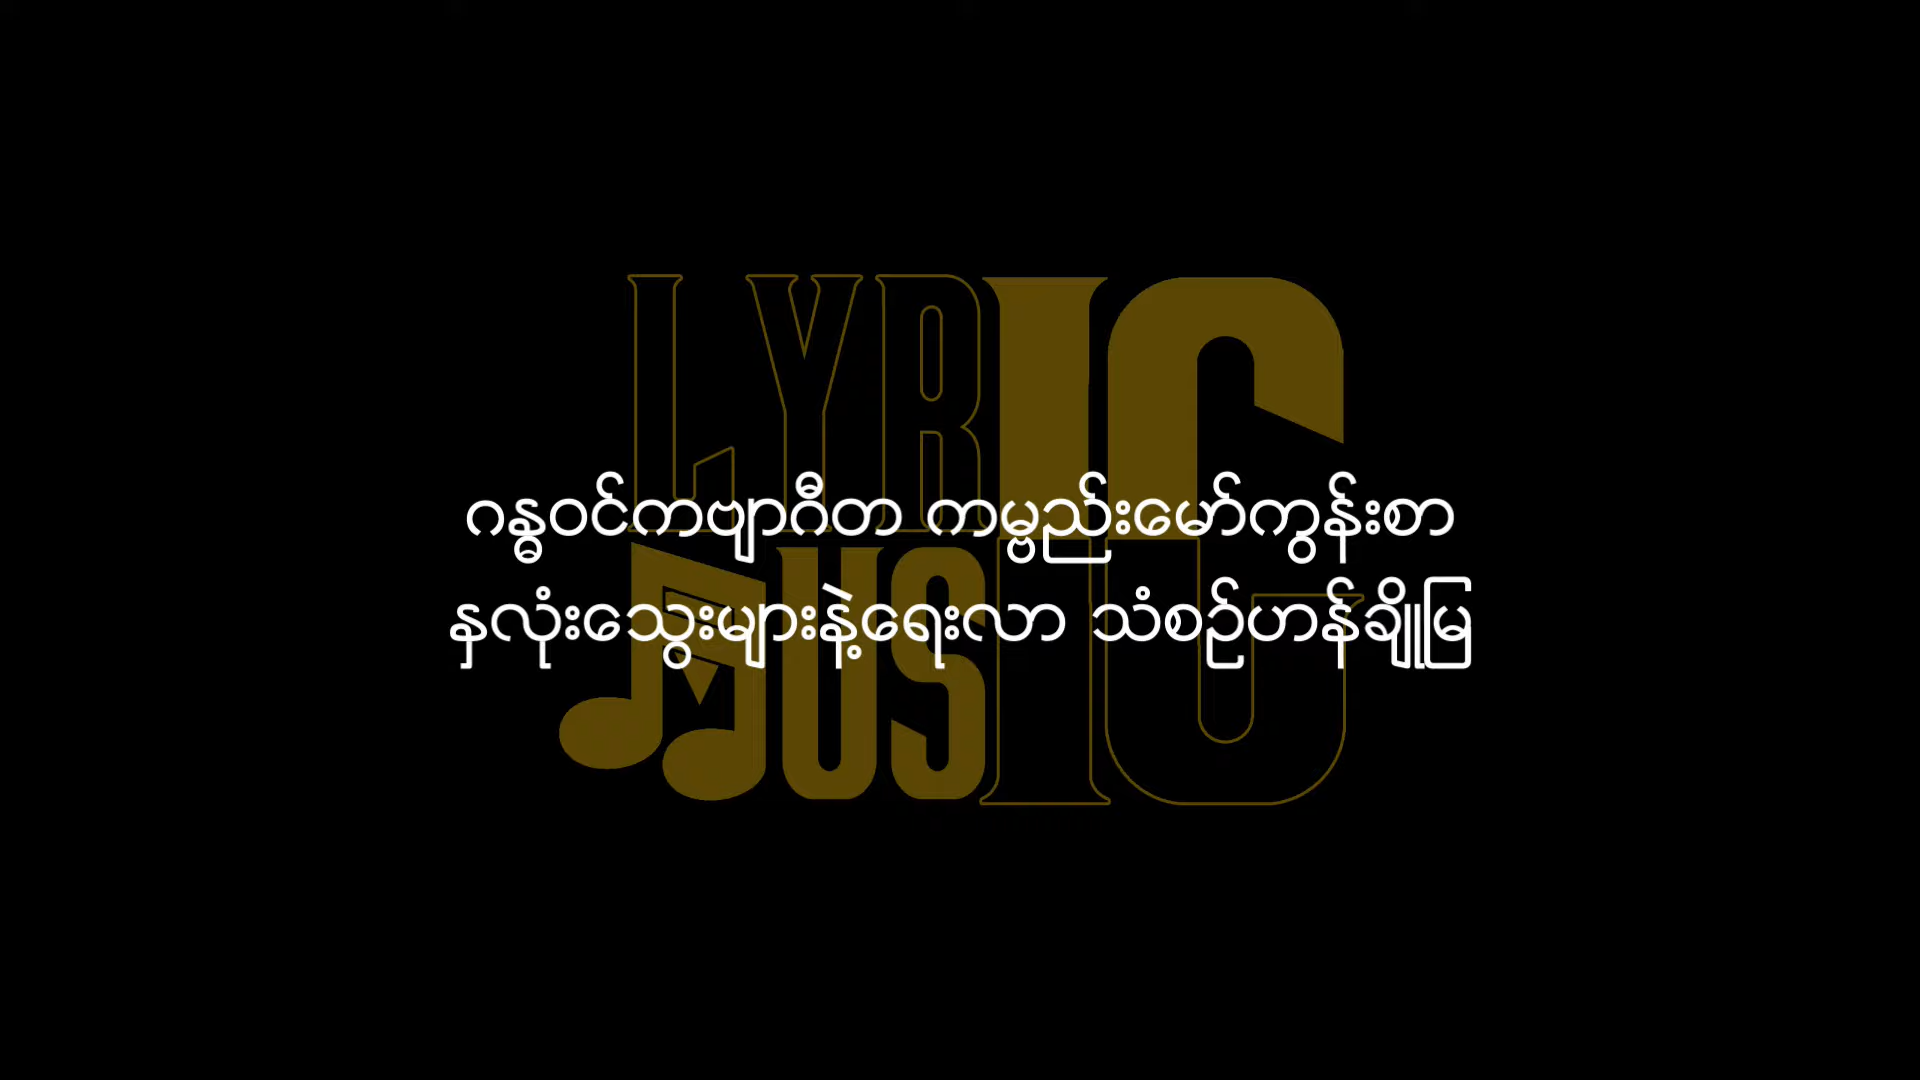 LYRIC
ဂန္ဓဝင်ကဗျာဂီတ ကမ္ဗည်းမော်ကွန်းစာ
နှလုံးသွေးများနဲ့ရေးလာ သံစဉ်ဟန်ချိူမြ
MUSIC